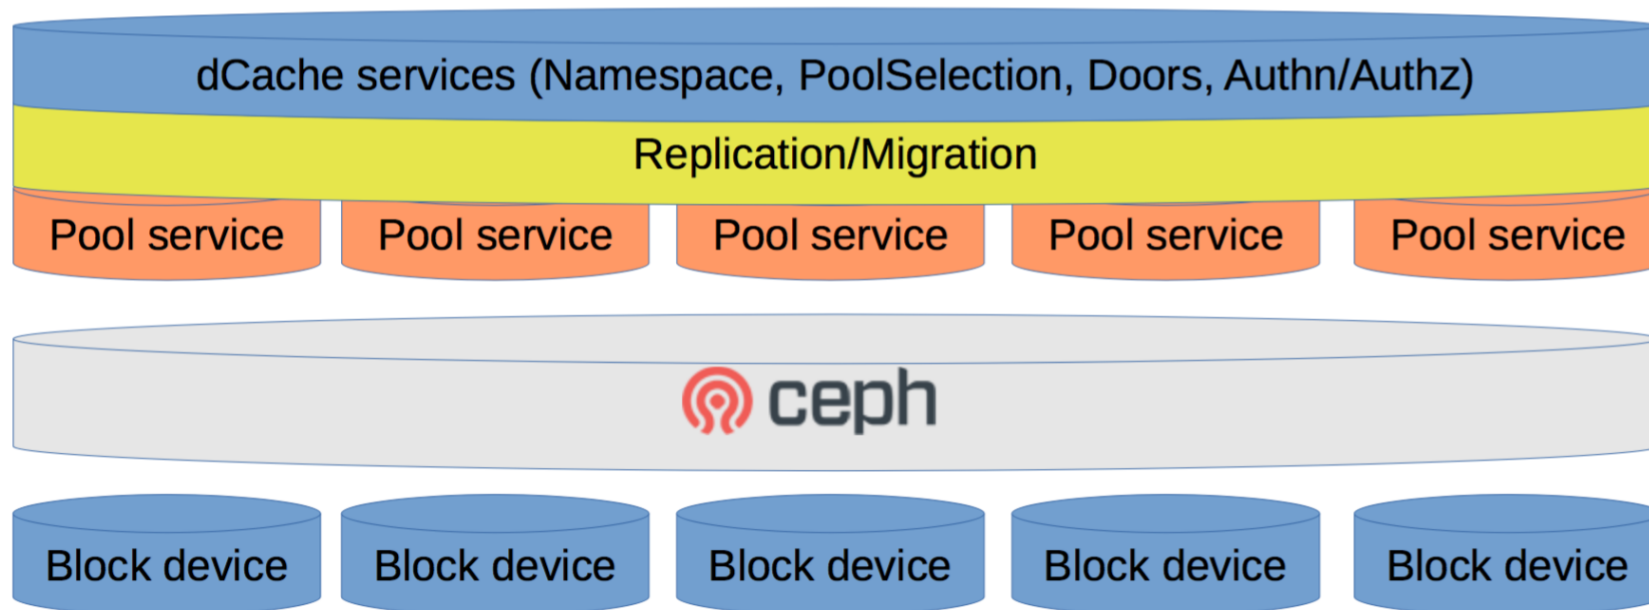 dCache services (Namespace, PoolSelection, Doors, Authn/Authz)
Replication/Migration
Pool service Pool service Pool service Pool service Pool service
ceph
Block device Block device Block device Block device Block device